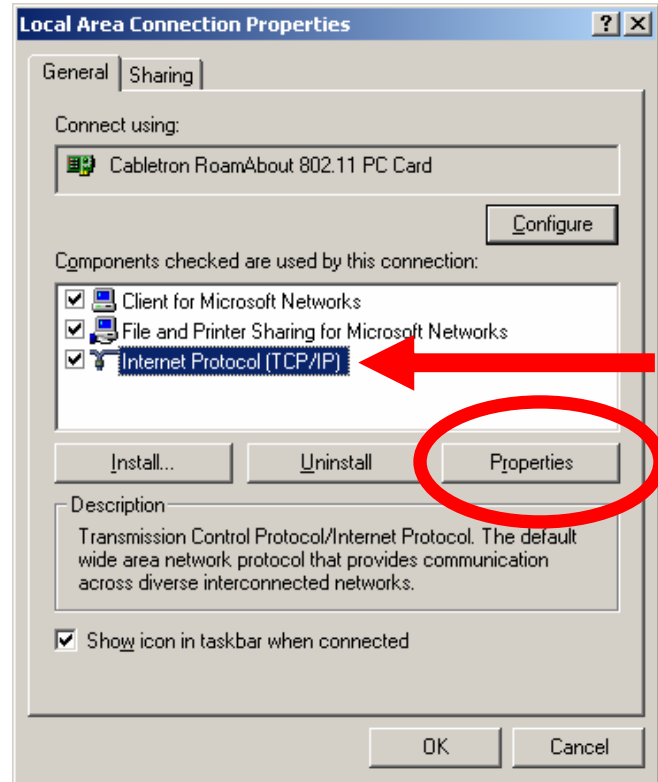 Local Area Connection Properties
General Sharing
Connect using:
Cabletron RoamAbout 802.11 PC Card
Configure
Components checked are used by this connection:
Client for Microsoft Networks
File and Printer Sharing for Microsoft Networks
Internet Protocol (TCP/IP)
Install... Uninstall Properties
Description
Transmission Control Protocol/Internet Protocol. The default
wide area network protocol that provides communication
across diverse interconnected networks.
Show icon in taskbar when connected
OK Cancel